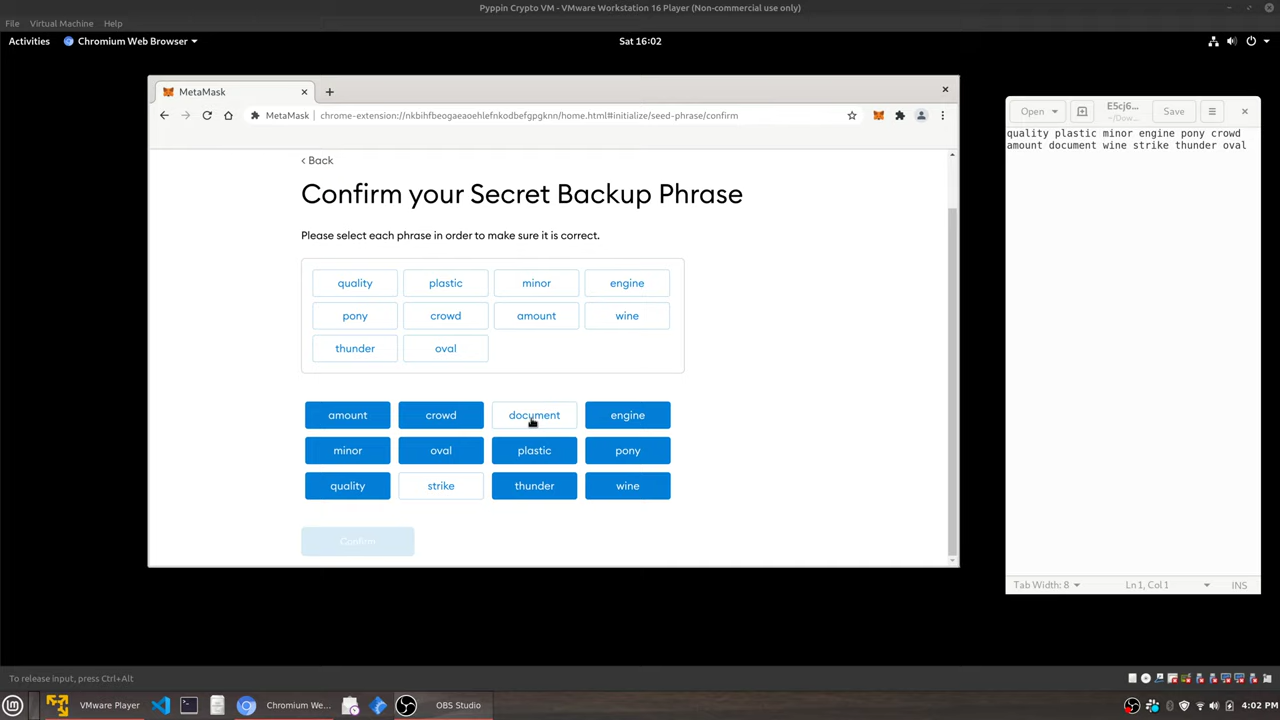 Pyppin Crypto VM - VMware Workstation 16 Player (Non-commercial use only)
File Virtual Machine Help
Activities Chromium Web Browser Sat 16:02
MetaMask
MetaMask chrome-extension://nkbihfbeogaeaoehlefnkodbefgpgknn/home.html#initialize/seed-phrase/confirm
< Back
Confirm your Secret Backup Phrase
Please select each phrase in order to make sure it is correct.
quality plastic minor engine
pony crowd amount wine
thunder oval
amount crowd document engine
minor oval plastic pony
quality strike thunder wine
Confirm
Open E5cj6... Save
~/Dow...
quality plastic minor engine pony crowd
amount document wine strike thunder oval
Tab Width: 8 Ln 1, Col 1 INS
To release input, press Ctrl+Alt
VMware Player Chromium We... OBS Studio 4:02 PM